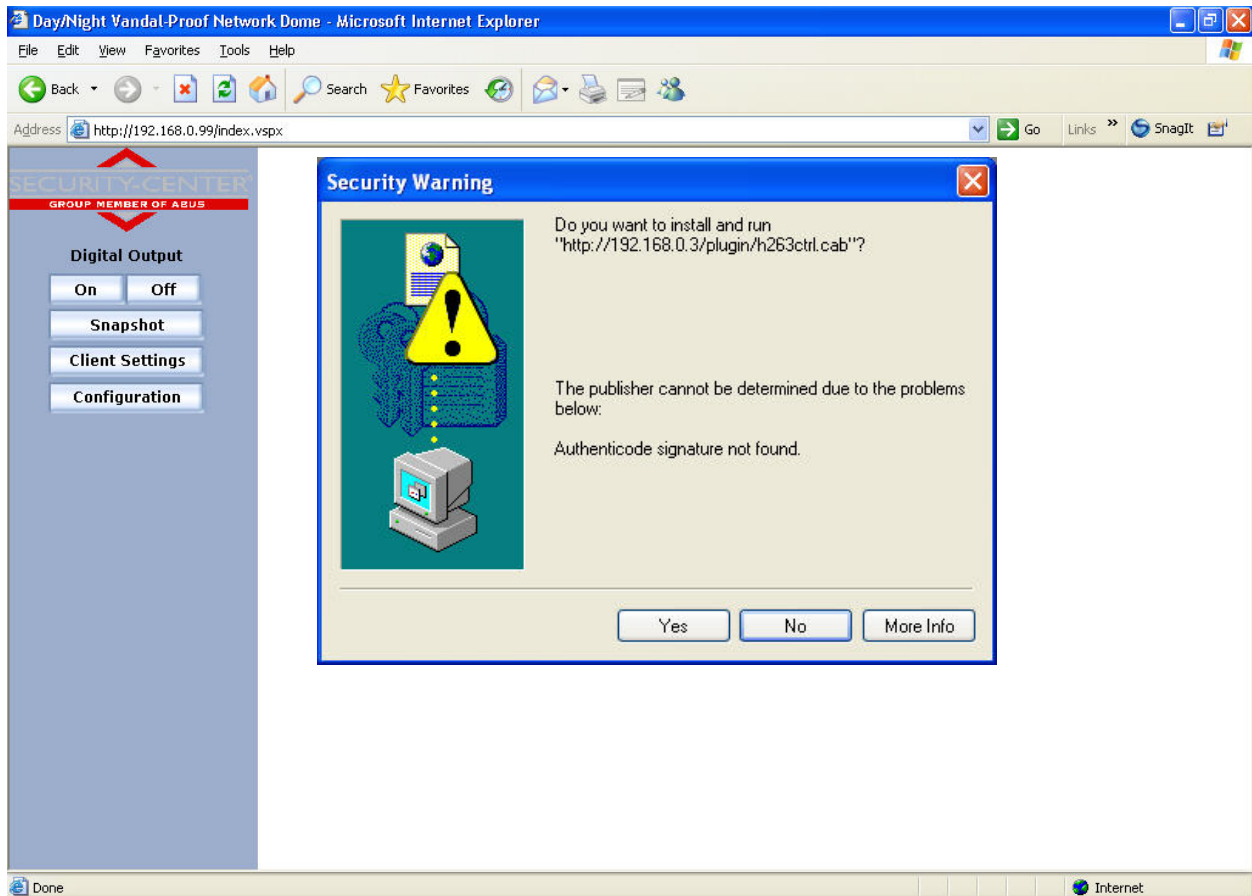 Day/Night Vandal-Proof Network Dome - Microsoft Internet Explorer
File Edit View Favorites Tools Help
Back Search Favorites
Address http://192.168.0.99/index.vspx Go Links » SnagIt
SECURITY-CENTER
GROUP MEMBER OF ABUS
Digital Output
On Off
Snapshot
Client Settings
Configuration
Security Warning
Do you want to install and run
"http://192.168.0.3/plugin/h263ctrl.cab"?
The publisher cannot be determined due to the problems
below:
Authenticode signature not found.
Yes No More Info
Done Internet